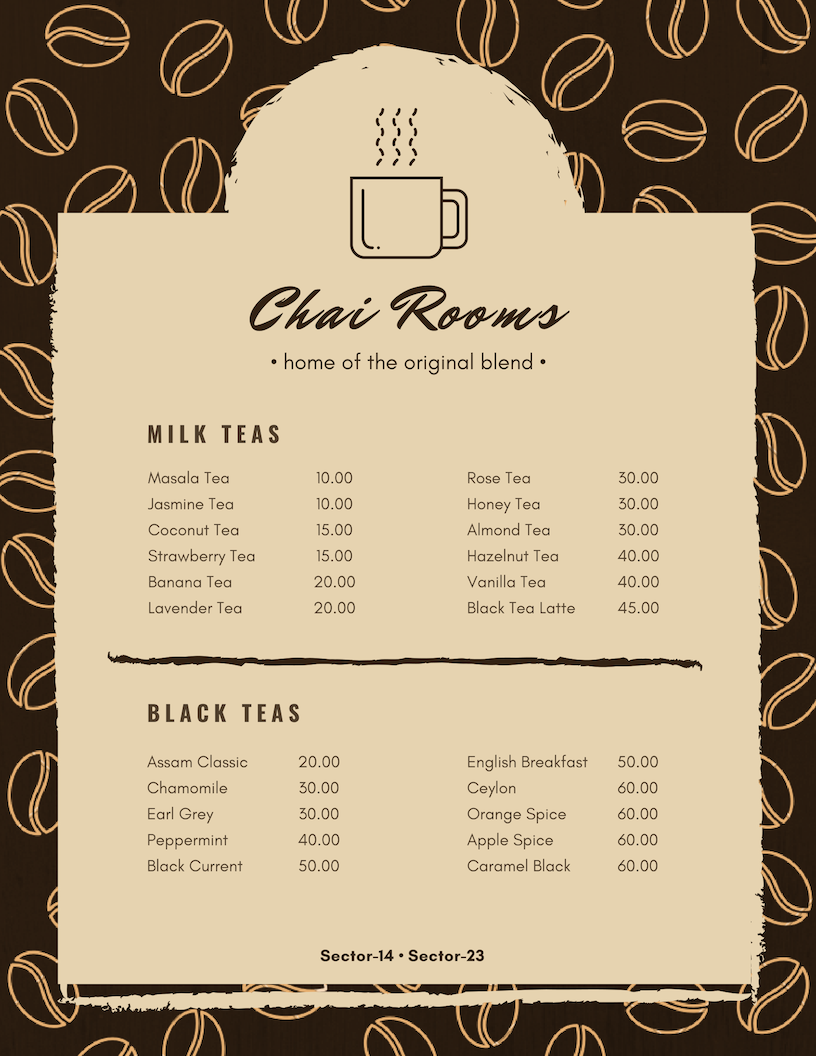 Chai Rooms
• home of the original blend •
MILK TEAS
Masala Tea 10.00
Jasmine Tea 10.00
Coconut Tea 15.00
Strawberry Tea 15.00
Banana Tea 20.00
Lavender Tea 20.00
Rose Tea 30.00
Honey Tea 30.00
Almond Tea 30.00
Hazelnut Tea 40.00
Vanilla Tea 40.00
Black Tea Latte 45.00
BLACK TEAS
Assam Classic 20.00
Chamomile 30.00
Earl Grey 30.00
Peppermint 40.00
Black Current 50.00
English Breakfast 50.00
Ceylon 60.00
Orange Spice 60.00
Apple Spice 60.00
Caramel Black 60.00
Sector-14 • Sector-23